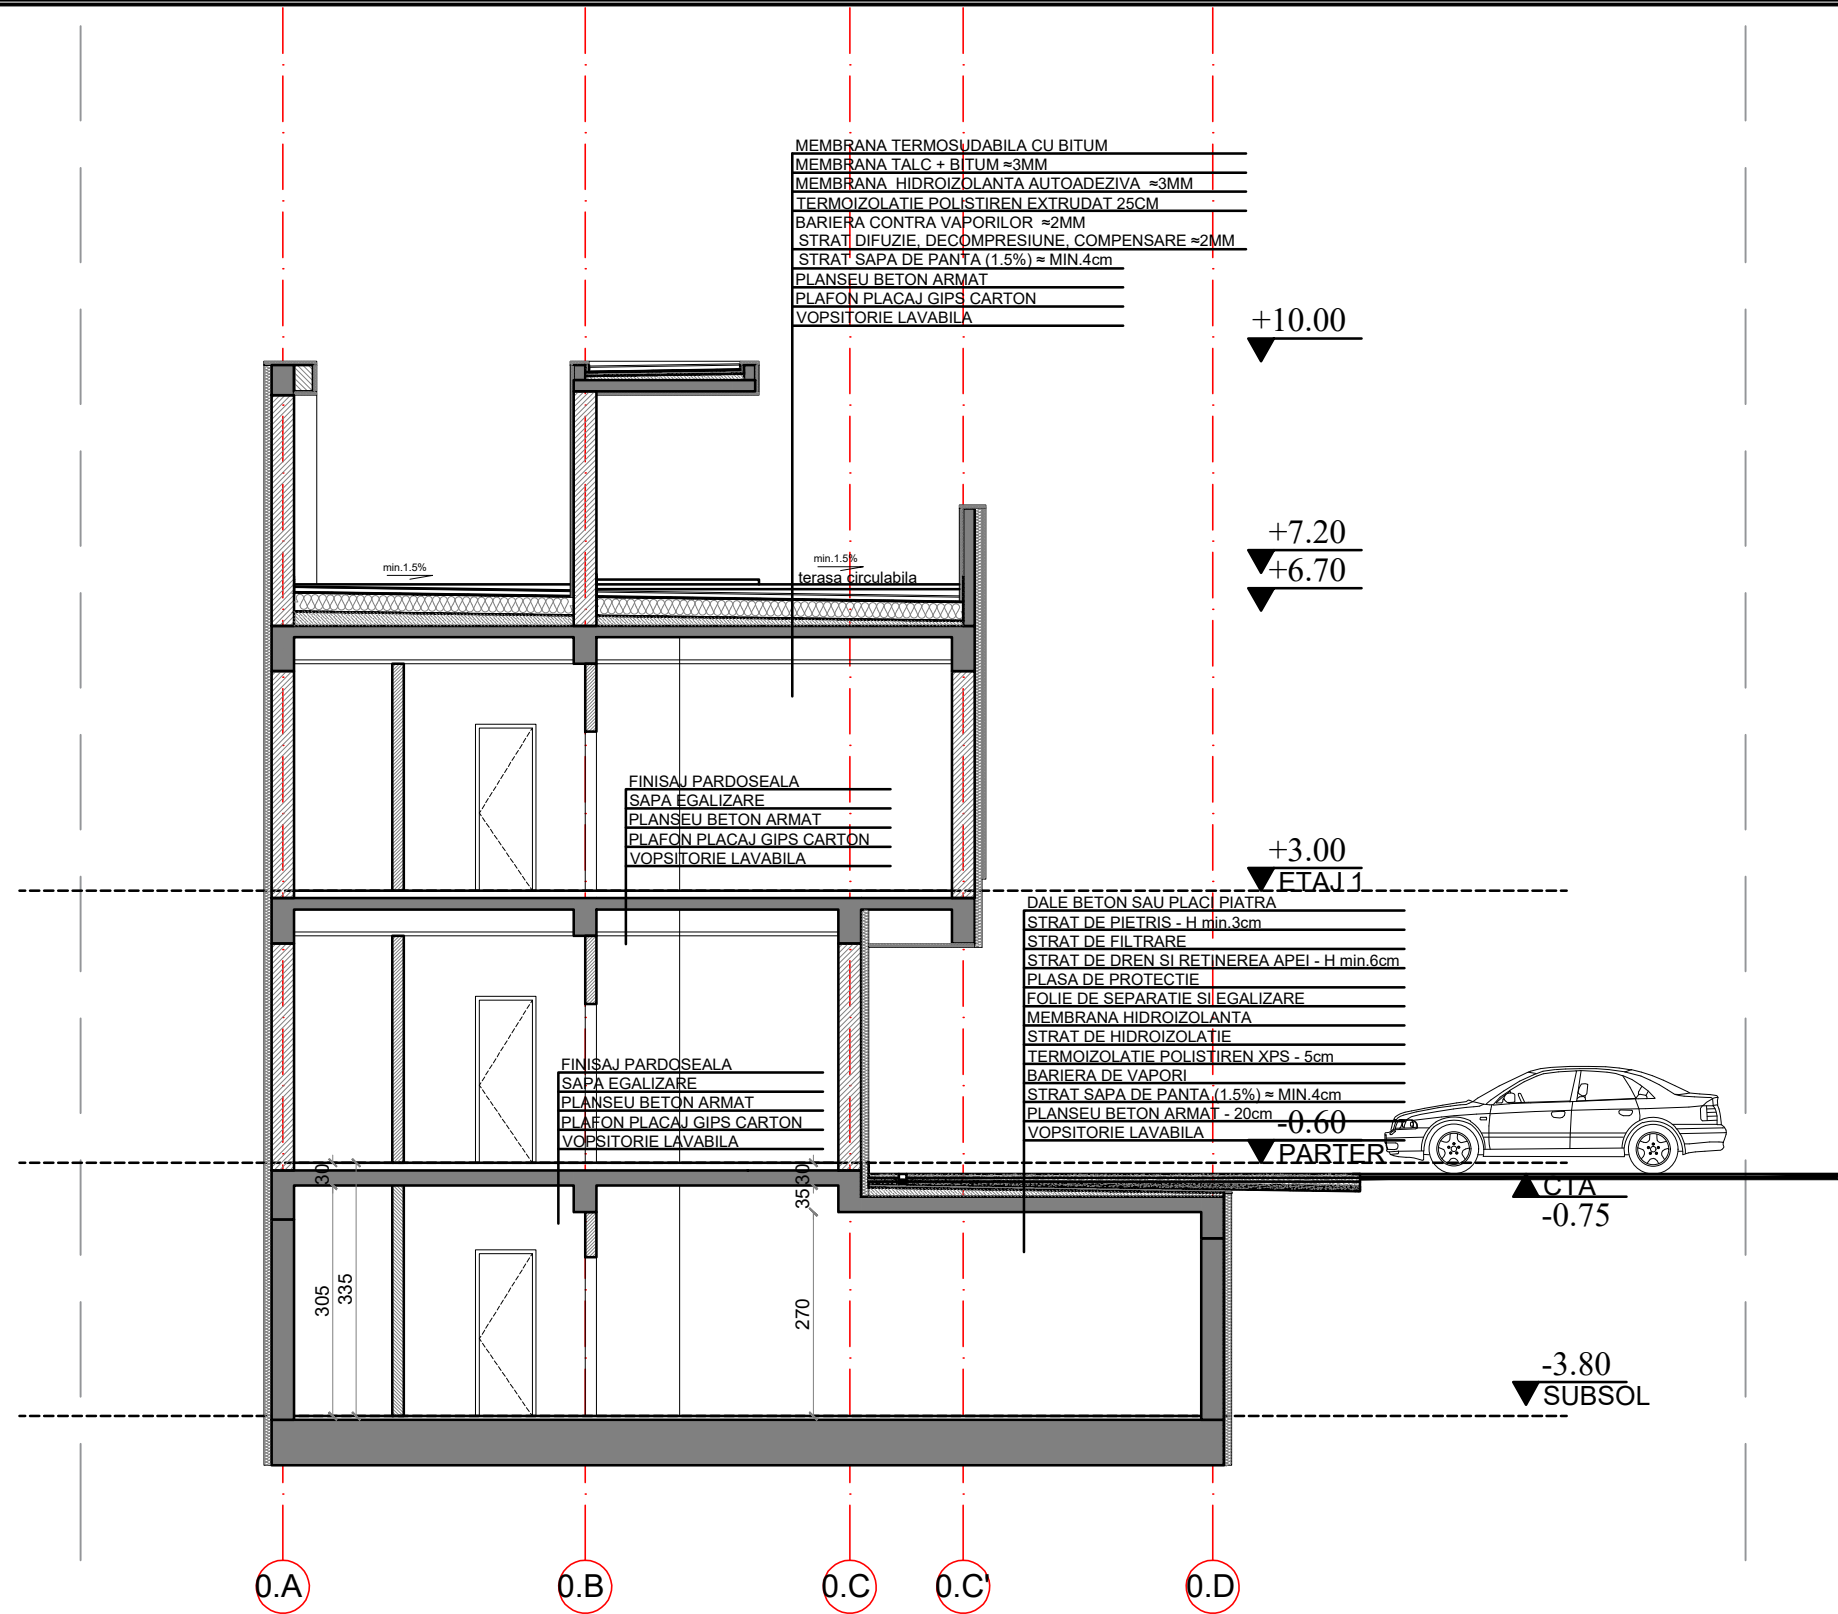 MEMBRANA TERMOSUDABILA CU BITUM
MEMBRANA TALC + BITUM ≈3MM
MEMBRANA HIDROIZOLANTA AUTOADEZIVA ≈3MM
TERMOIZOLATIE POLISTIREN EXTRUDAT 25CM
BARIERA CONTRA VAPORILOR ≈2MM
STRAT DIFUZIE, DECOMPRESIUNE, COMPENSARE ≈2MM
STRAT SAPA DE PANTA (1.5%) ≈ MIN.4cm
PLANSEU BETON ARMAT
PLAFON PLACAJ GIPS CARTON
VOPSITORIE LAVABILA
+10.00
+7.20
+6.70
min.1.5%
min.1.5%
terasa circulabila
FINISAJ PARDOSEALA
SAPA EGALIZARE
PLANSEU BETON ARMAT
PLAFON PLACAJ GIPS CARTON
VOPSITORIE LAVABILA
+3.00
ETAJ 1
DALE BETON SAU PLACI PIATRA
STRAT DE PIETRIS - H min.3cm
STRAT DE FILTRARE
STRAT DE DREN SI RETINEREA APEI - H min.6cm
PLASA DE PROTECTIE
FOLIE DE SEPARATIE SI EGALIZARE
MEMBRANA HIDROIZOLANTA
STRAT DE HIDROIZOLATIE
TERMOIZOLATIE POLISTIREN XPS - 5cm
BARIERA DE VAPORI
STRAT SAPA DE PANTA (1.5%) ≈ MIN.4cm
PLANSEU BETON ARMAT - 20cm
VOPSITORIE LAVABILA
FINISAJ PARDOSEALA
SAPA EGALIZARE
PLANSEU BETON ARMAT
PLAFON PLACAJ GIPS CARTON
VOPSITORIE LAVABILA
-0.60
PARTER
CTA
-0.75
30
30
35
305
335
270
-3.80
SUBSOL
0.A
0.B
0.C
0.C'
0.D